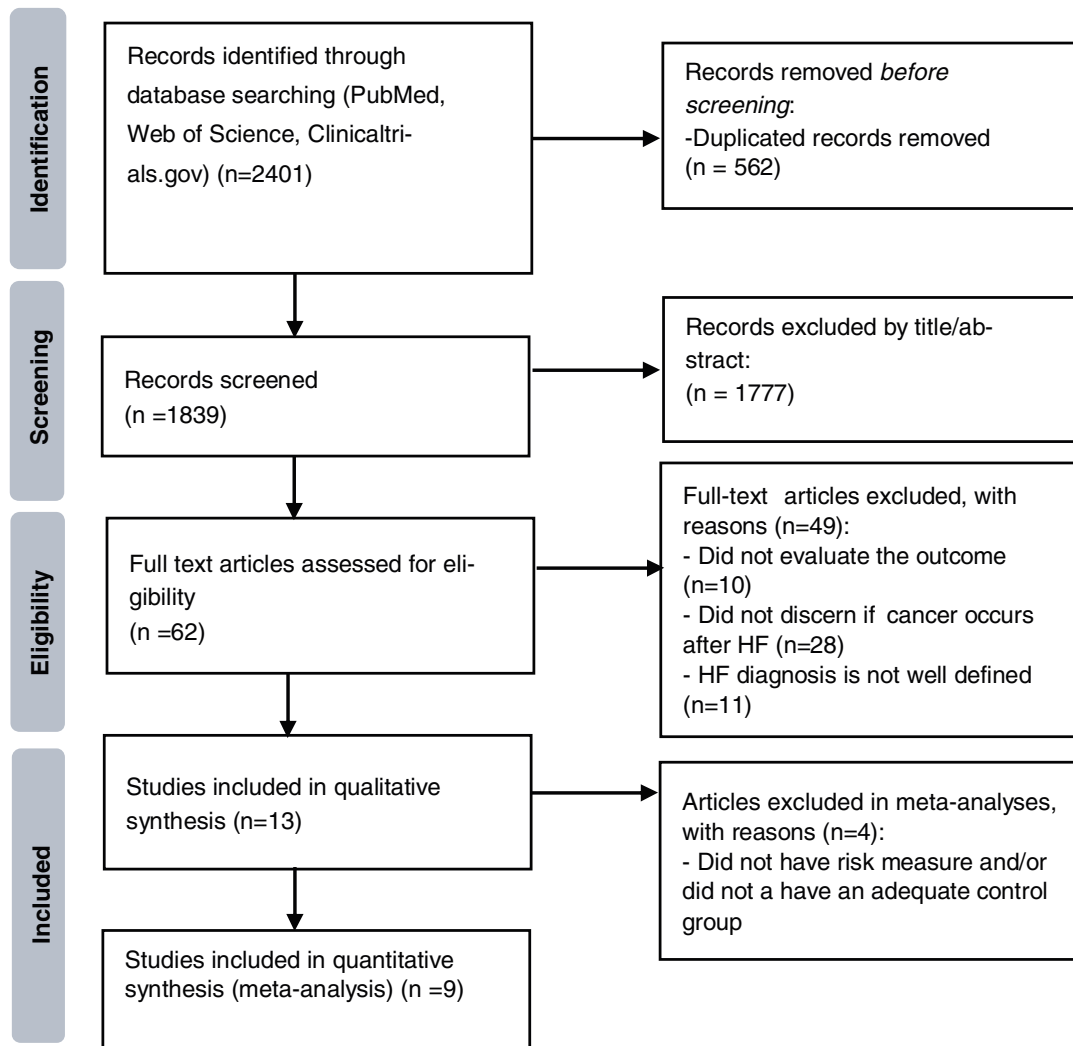 Identification
Records identified through
database searching (PubMed,
Web of Science, Clinicaltri-
als.gov) (n=2401)
Records removed before
screening:
-Duplicated records removed
(n = 562)
Screening
Records screened
(n =1839)
Records excluded by title/ab-
stract:
(n = 1777)
Eligibility
Full text articles assessed for eli-
gibility
(n =62)
Full-text articles excluded, with
reasons (n=49):
- Did not evaluate the outcome
(n=10)
- Did not discern if cancer occurs
after HF (n=28)
- HF diagnosis is not well defined
(n=11)
Included
Studies included in qualitative
synthesis (n=13)
Articles excluded in meta-analyses,
with reasons (n=4):
- Did not have risk measure and/or
did not a have an adequate control
group
Studies included in quantitative
synthesis (meta-analysis) (n =9)